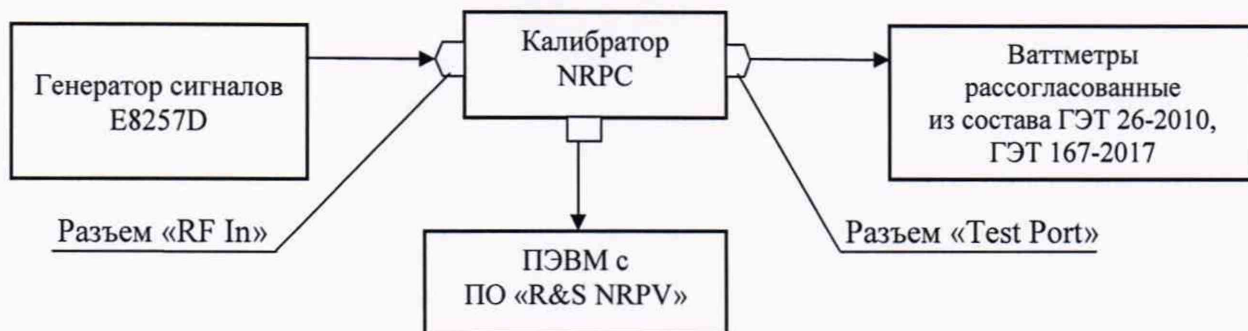 Генератор сигналов
E8257D
Калибратор
NRPC
Ваттметры
рассогласованные
из состава ГЭТ 26-2010,
ГЭТ 167-2017
Разъем «RF In»
Разъем «Test Port»
ПЭВМ с
ПО «R&S NRPV»